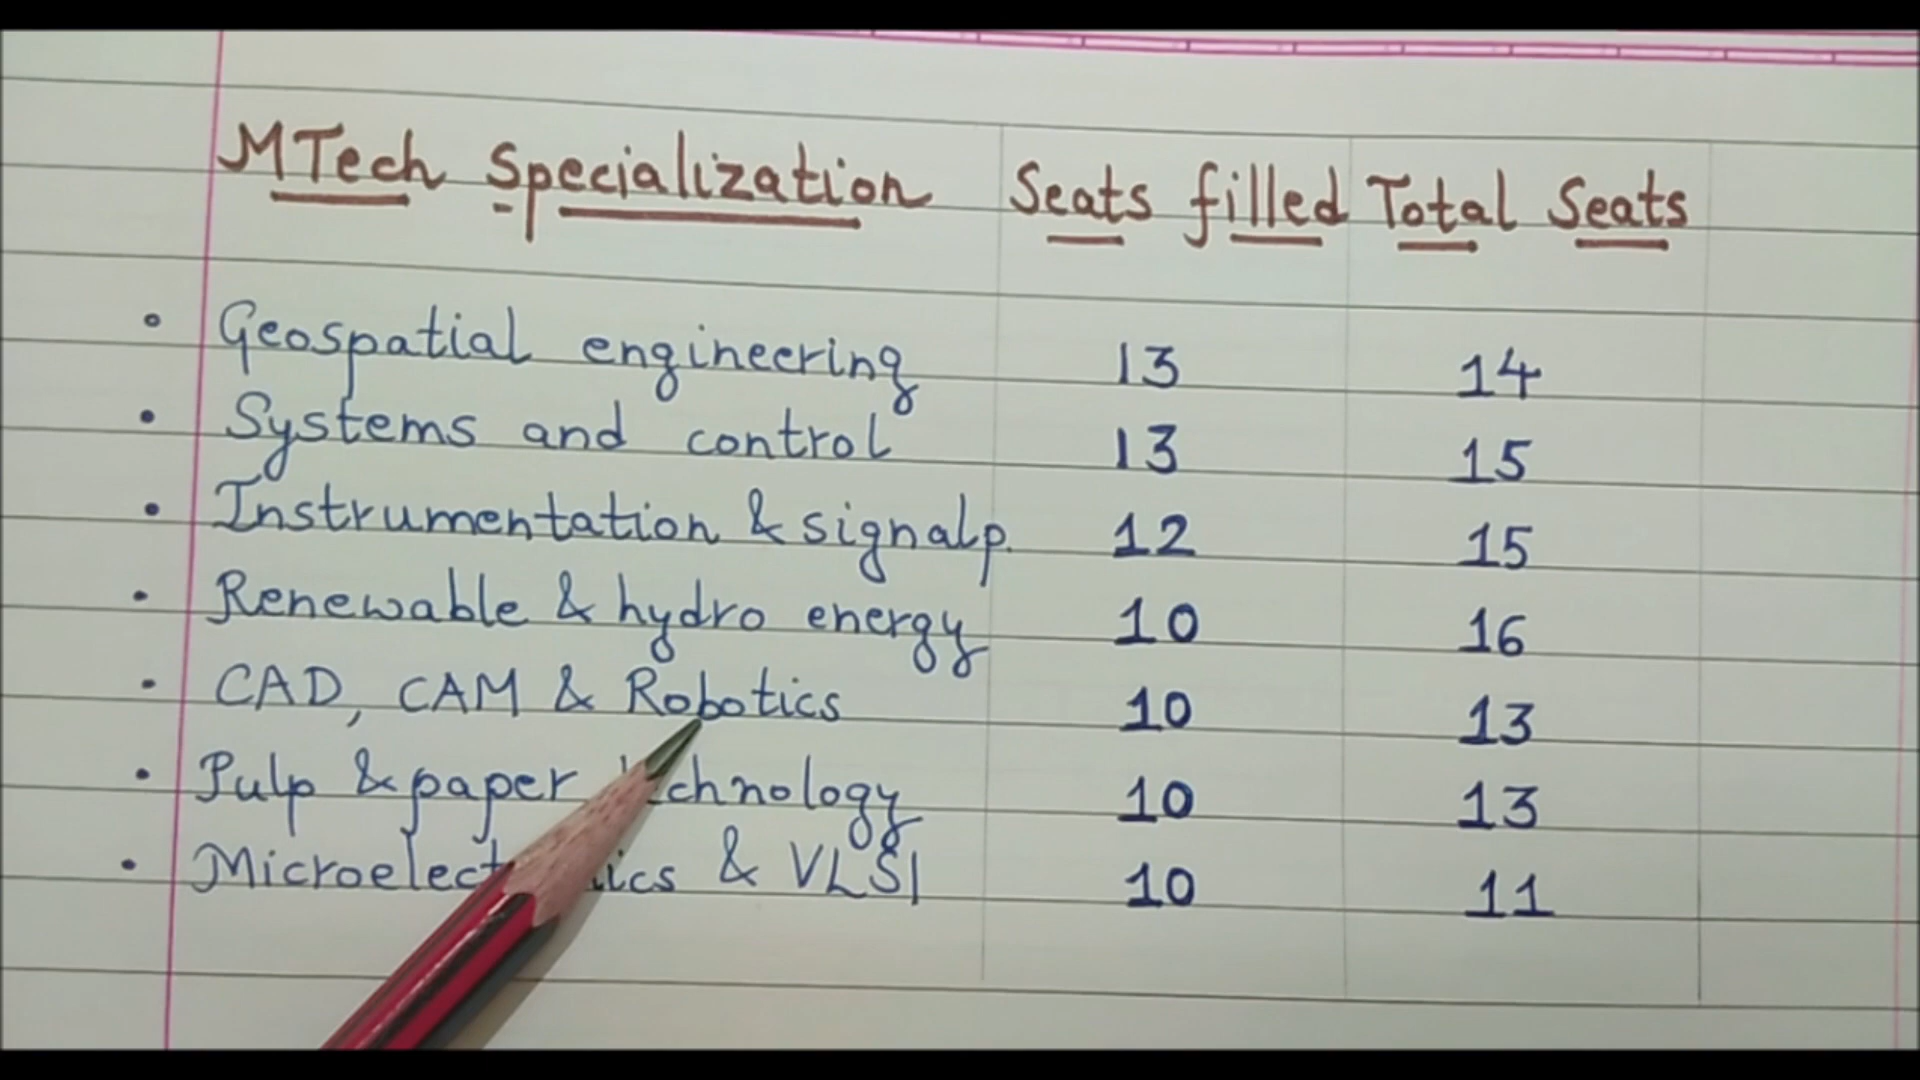 MTech Specialization Seats filled Total Seats
• Geospatial engineering 13 14
• Systems and control 13 15
• Instrumentation & signal p. 12 15
• Renewable & hydro energy 10 16
• CAD, CAM & Robotics 10 13
• Pulp & paper 10 13
• & VLSI 10 11